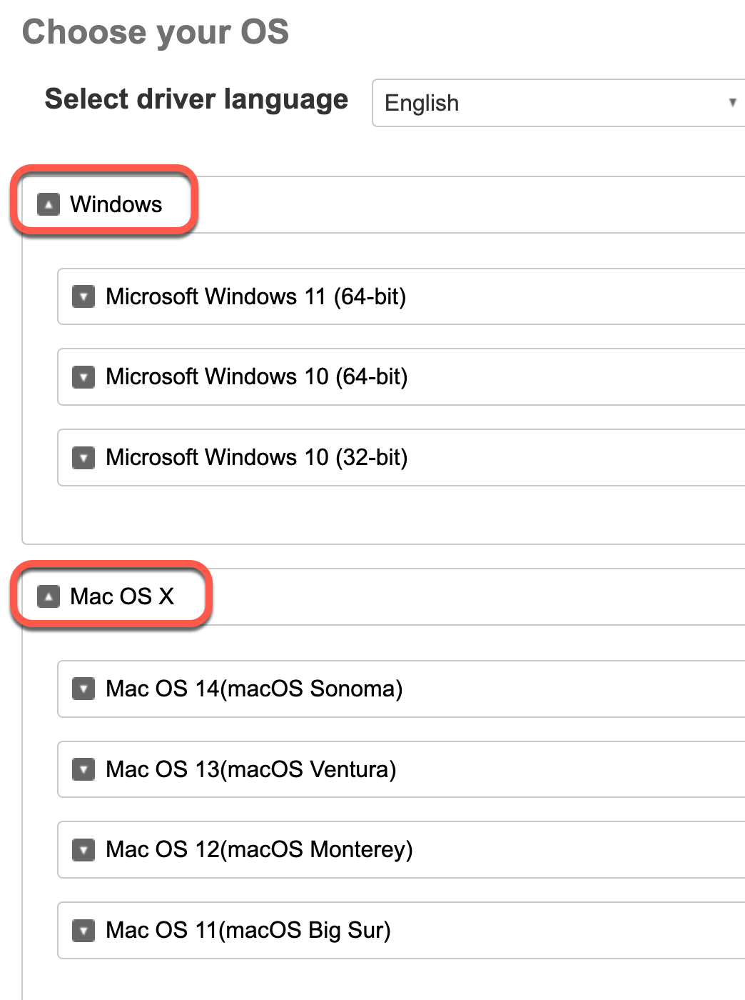 Choose your OS
Select driver language
English
Windows
Microsoft Windows 11 (64-bit)
Microsoft Windows 10 (64-bit)
Microsoft Windows 10 (32-bit)
Mac OS X
Mac OS 14(macOS Sonoma)
Mac OS 13(macOS Ventura)
Mac OS 12(macOS Monterey)
Mac OS 11(macOS Big Sur)